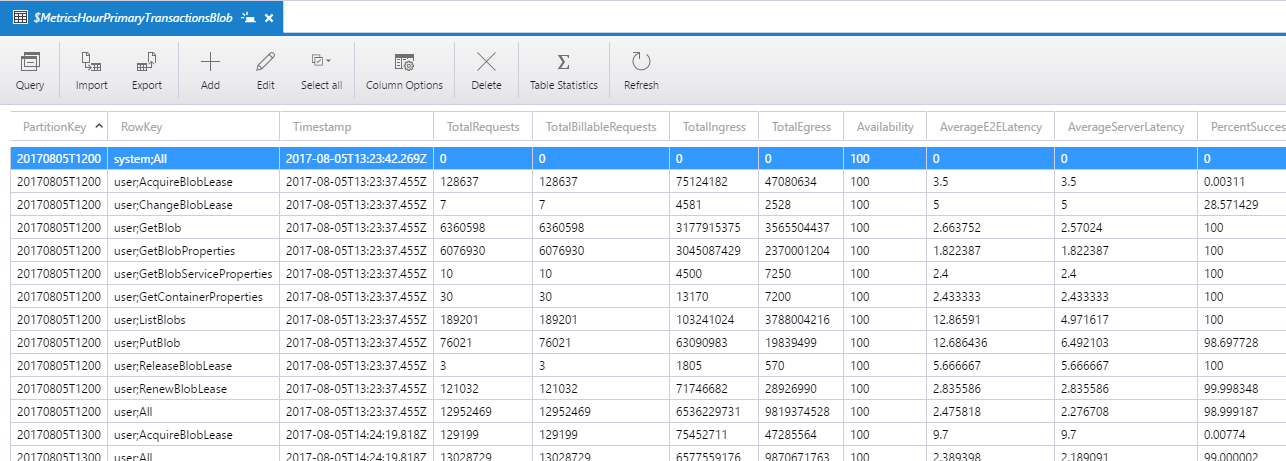 $MetricsHourPrimaryTransactionsBlob
Query Import Export Add Edit Select all Column Options Delete Table Statistics Refresh
PartitionKey RowKey Timestamp TotalRequests TotalBillableRequests TotalIngress TotalEgress Availability AverageE2ELatency AverageServerLatency PercentSucces
20170805T1200 system;All 2017-08-05T13:23:42.269Z 0 0 0 0 100 0 0 0
20170805T1200 user;AcquireBlobLease 2017-08-05T13:23:37.455Z 128637 128637 75124182 47080634 100 3.5 3.5 0.00311
20170805T1200 user;ChangeBlobLease 2017-08-05T13:23:37.455Z 7 7 4581 2528 100 5 5 28.571429
20170805T1200 user;GetBlob 2017-08-05T13:23:37.455Z 6360598 6360598 3177915375 3565504437 100 2.663752 2.57024 100
20170805T1200 user;GetBlobProperties 2017-08-05T13:23:37.455Z 6076930 6076930 3045087429 2370001204 100 1.822387 1.822387 100
20170805T1200 user;GetBlobServiceProperties 2017-08-05T13:23:37.455Z 10 10 4500 7250 100 2.4 2.4 100
20170805T1200 user;GetContainerProperties 2017-08-05T13:23:37.455Z 30 30 13170 7200 100 2.433333 2.433333 100
20170805T1200 user;ListBlobs 2017-08-05T13:23:37.455Z 189201 189201 103241024 3788004216 100 12.86591 4.971617 100
20170805T1200 user;PutBlob 2017-08-05T13:23:37.455Z 76021 76021 63090983 19839499 100 12.686436 6.492103 98.697728
20170805T1200 user;ReleaseBlobLease 2017-08-05T13:23:37.455Z 3 3 1805 570 100 5.666667 5.666667 100
20170805T1200 user;RenewBlobLease 2017-08-05T13:23:37.455Z 121032 121032 71746682 28926990 100 2.835586 2.835586 99.998348
20170805T1200 user;All 2017-08-05T13:23:37.455Z 12952469 12952469 6536229731 9819374528 100 2.475818 2.276708 98.999187
20170805T1300 user;AcquireBlobLease 2017-08-05T14:24:19.818Z 129199 129199 75452711 47285564 100 9.7 9.7 0.00774
20170805T1300 user;All 2017-08-05T14:24:19.818Z 13028729 13028729 6577559176 9870671763 100 2.389398 2.189091 99.000002